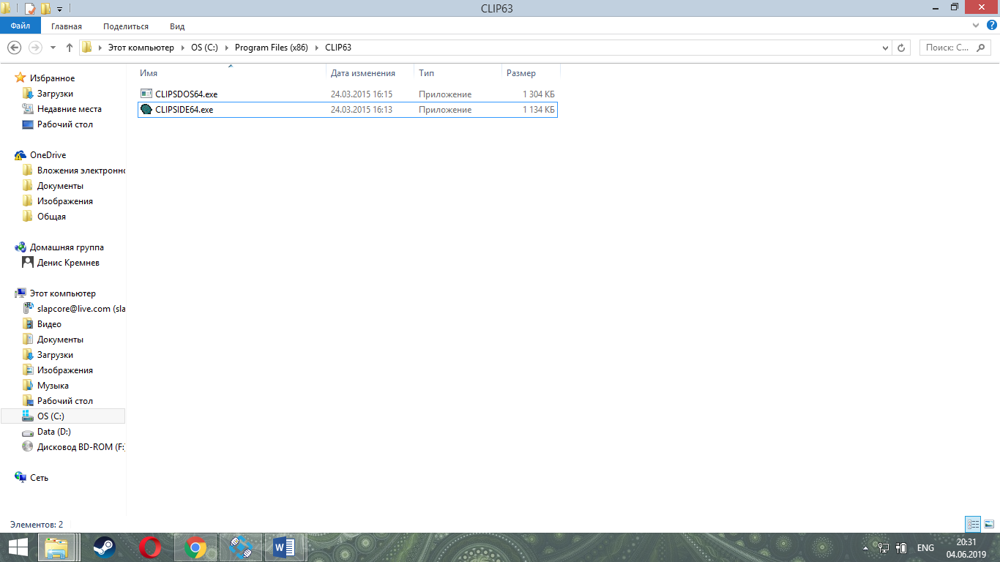 CLIP63
Файл Главная Поделиться Вид
Этот компьютер OS (C:) Program Files (x86) CLIP63 Поиск: C...
Имя Дата изменения Тип Размер
CLIPSDOS64.exe 24.03.2015 16:15 Приложение 1 304 КБ
CLIPSIDE64.exe 24.03.2015 16:13 Приложение 1 134 КБ
Избранное
Загрузки
Недавние места
Рабочий стол
OneDrive
Вложения электронно
Документы
Изображения
Общая
Домашняя группа
Денис Кремнев
Этот компьютер
slapcore@live.com (sla
Видео
Документы
Загрузки
Изображения
Музыка
Рабочий стол
OS (C:)
Data (D:)
Дисковод BD-ROM (F:)
Сеть
Элементов: 2
ENG
20:31
04.06.2019